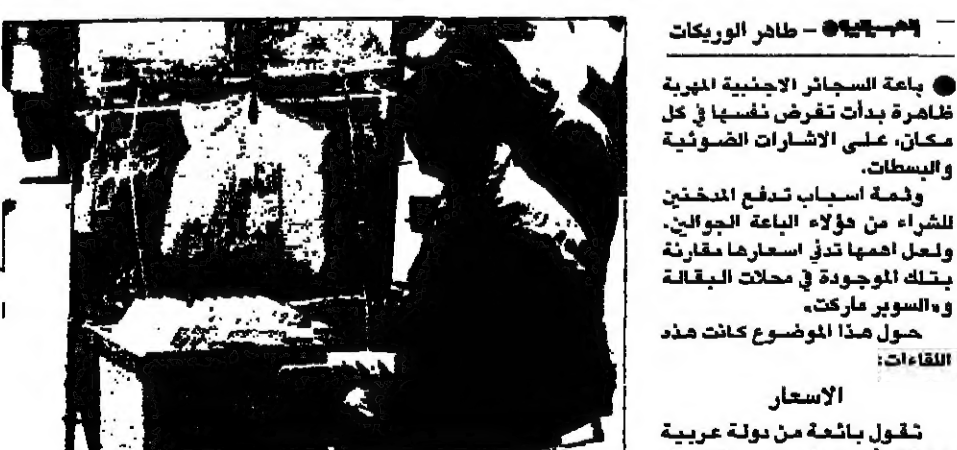 – طاهر الوريكات
● باعة السجائر الاجنبية المهربة
ظاهرة بدأت تفرض نفسها في كل
مكان، على الاشارات الضوئية
والبسطات.
وثمة اسباب تدفع المدخنين
للشراء من هؤلاء الباعة الجوالين.
ولعل اهمها تدني اسعارها مقارنة
بتلك الموجودة في محلات البقالة
و«السوبر ماركت»
حول هذا الموضوع كانت هذه
اللقاءات:
الاسعار
تقول بائعة من دولة عربية